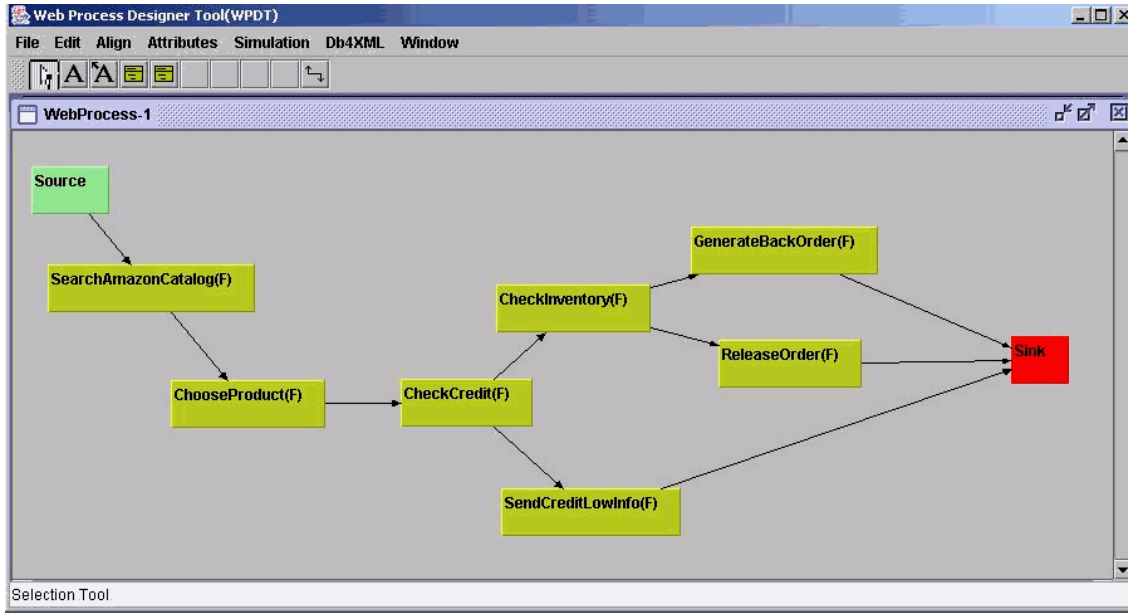 Web Process Designer Tool(WPDT)
File Edit Align Attributes Simulation Db4XML Window
A A
WebProcess-1
Source
GenerateBackOrder(F)
SearchAmazonCatalog(F)
CheckInventory(F)
ReleaseOrder(F)
Sink
ChooseProduct(F)
CheckCredit(F)
SendCreditLowInfo(F)
Selection Tool